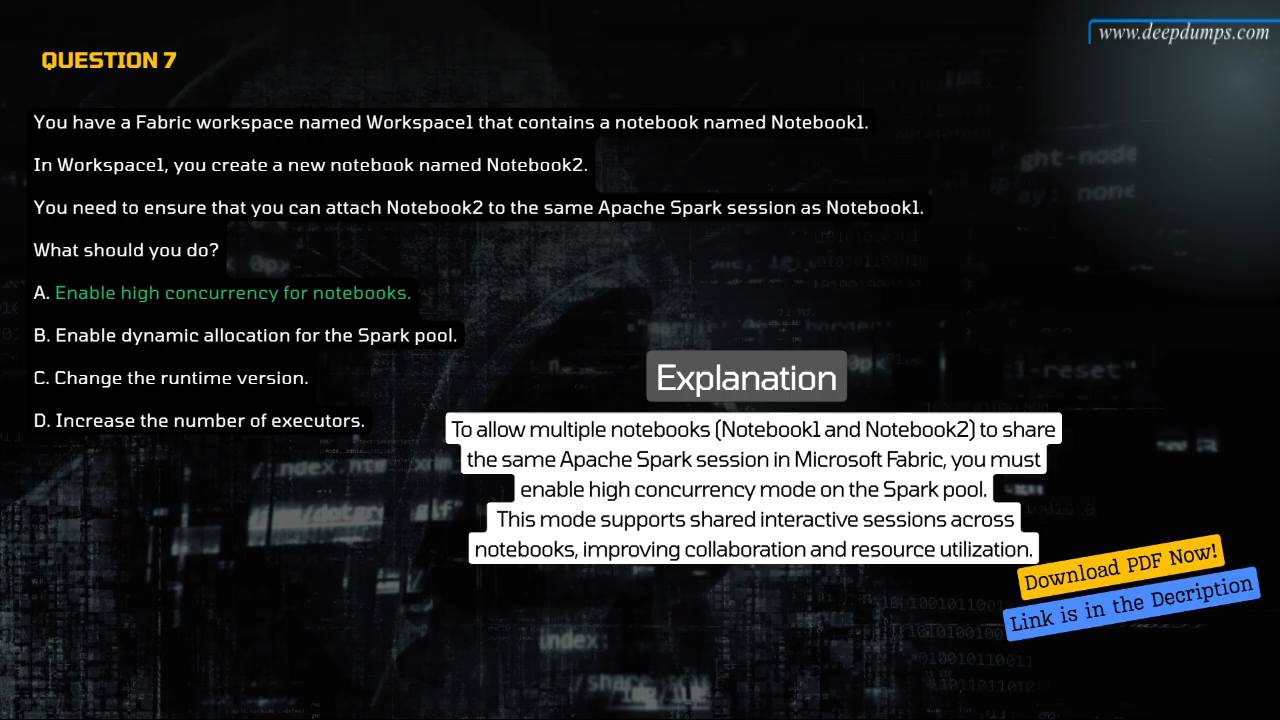 www.deepdumps.com
QUESTION 7
You have a Fabric workspace named Workspace1 that contains a notebook named Notebook1.
In Workspace1, you create a new notebook named Notebook2.
You need to ensure that you can attach Notebook2 to the same Apache Spark session as Notebook1.
What should you do?
A. Enable high concurrency for notebooks.
B. Enable dynamic allocation for the Spark pool.
C. Change the runtime version.
D. Increase the number of executors.
Explanation
To allow multiple notebooks (Notebook1 and Notebook2) to share
the same Apache Spark session in Microsoft Fabric, you must
enable high concurrency mode on the Spark pool.
This mode supports shared interactive sessions across
notebooks, improving collaboration and resource utilization.
Download PDF Now!
Link is in the Decription